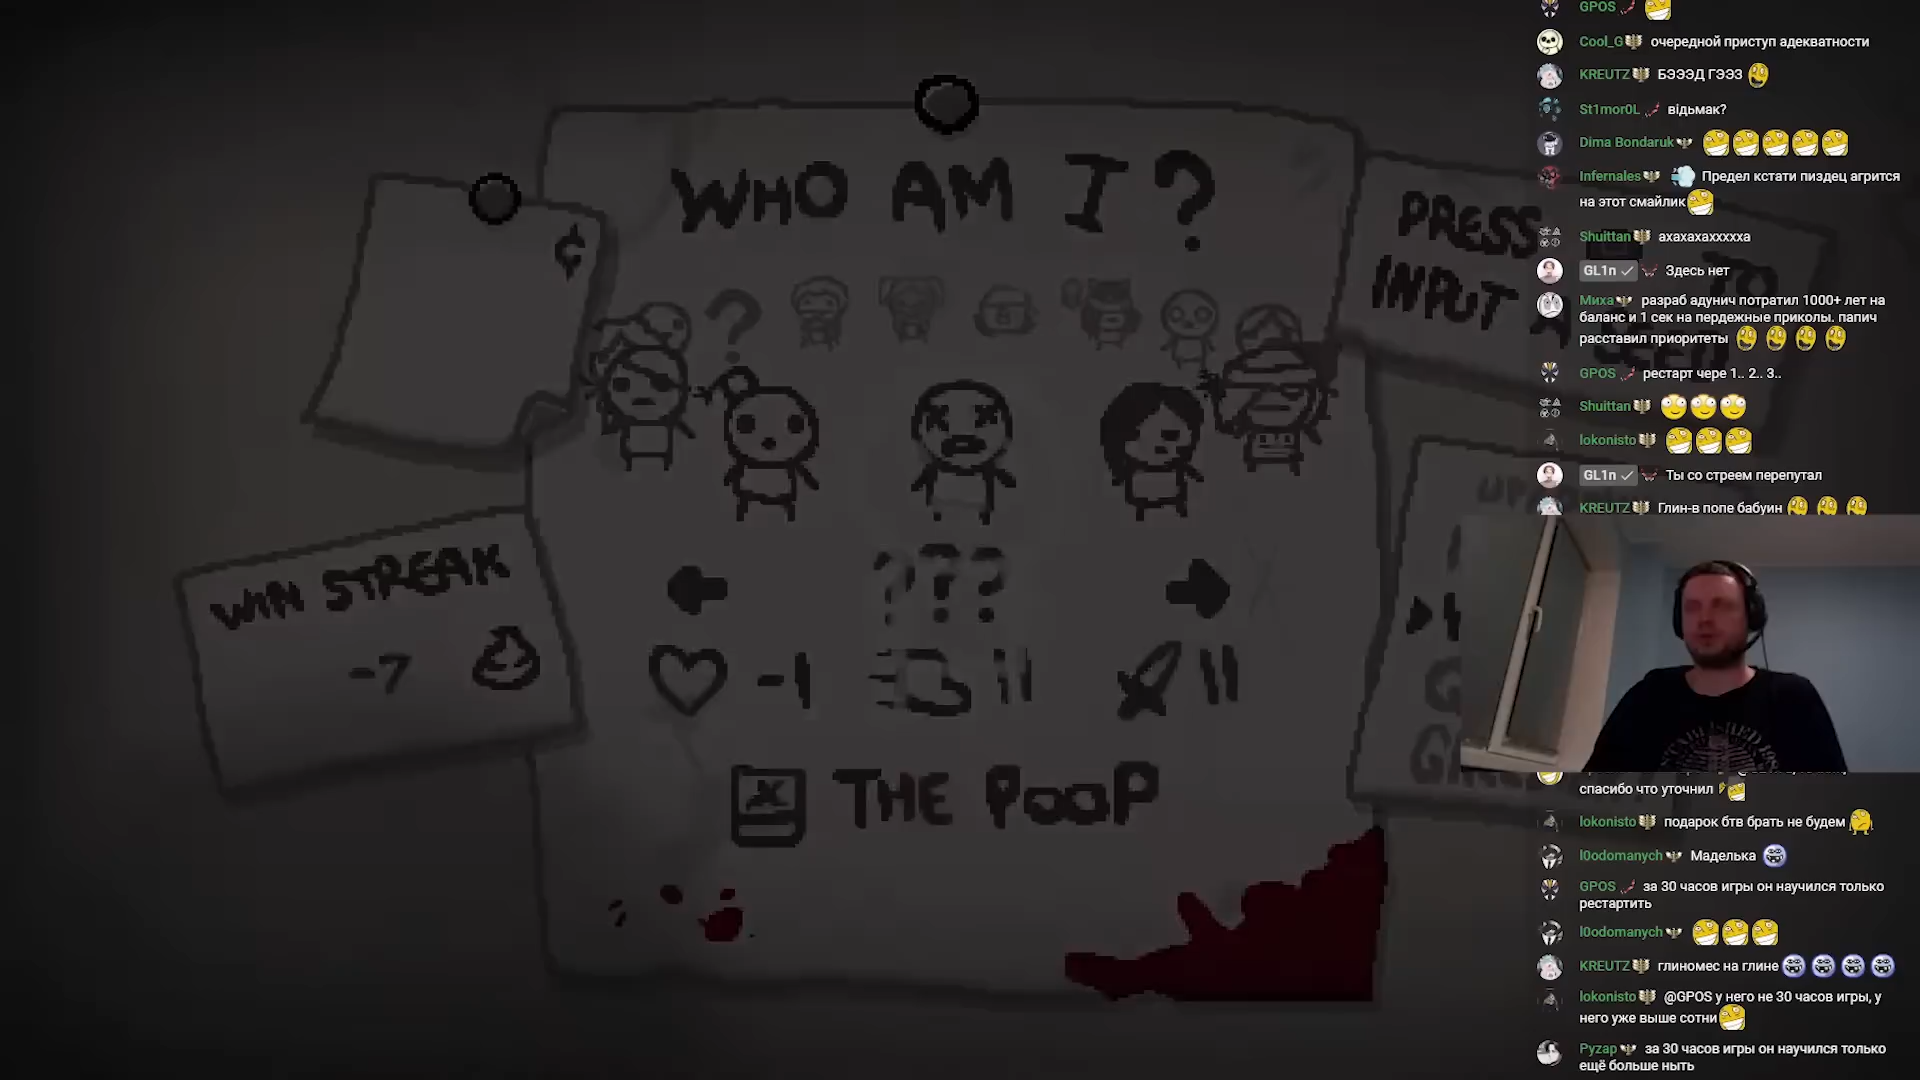 WHO AM I?
¢
PRESS TO
INPUT A
SEED
WIN STREAK
-7
???
-1
THE POOP
GPOS
Cool_G очередной приступ адекватности
KREUTZ БЭЭЭД ГЭЭЗ
St1mor0L відьмак?
Dima Bondaruk
Infernales Предел кстати пиздец агрится
на этот смайлик
Shuittan ахахахаххххха
GL1n Здесь нет
Миха разраб адунич потратил 1000+ лет на
баланс и 1 сек на пердежные приколы. папич
расставил приоритеты
GPOS рестарт чере 1.. 2.. 3..
Shuittan
lokonisto
GL1n Ты со стреем перепутал
KREUTZ Глин-в попе бабуин
спасибо что уточнил
lokonisto подарок бтв брать не будем
l0odomanych Маделька
GPOS за 30 часов игры он научился только
рестартить
l0odomanych
KREUTZ глиномес на глине
lokonisto @GPOS у него не 30 часов игры, у
него уже выше сотни
Pyzap за 30 часов игры он научился только
ещё больше ныть